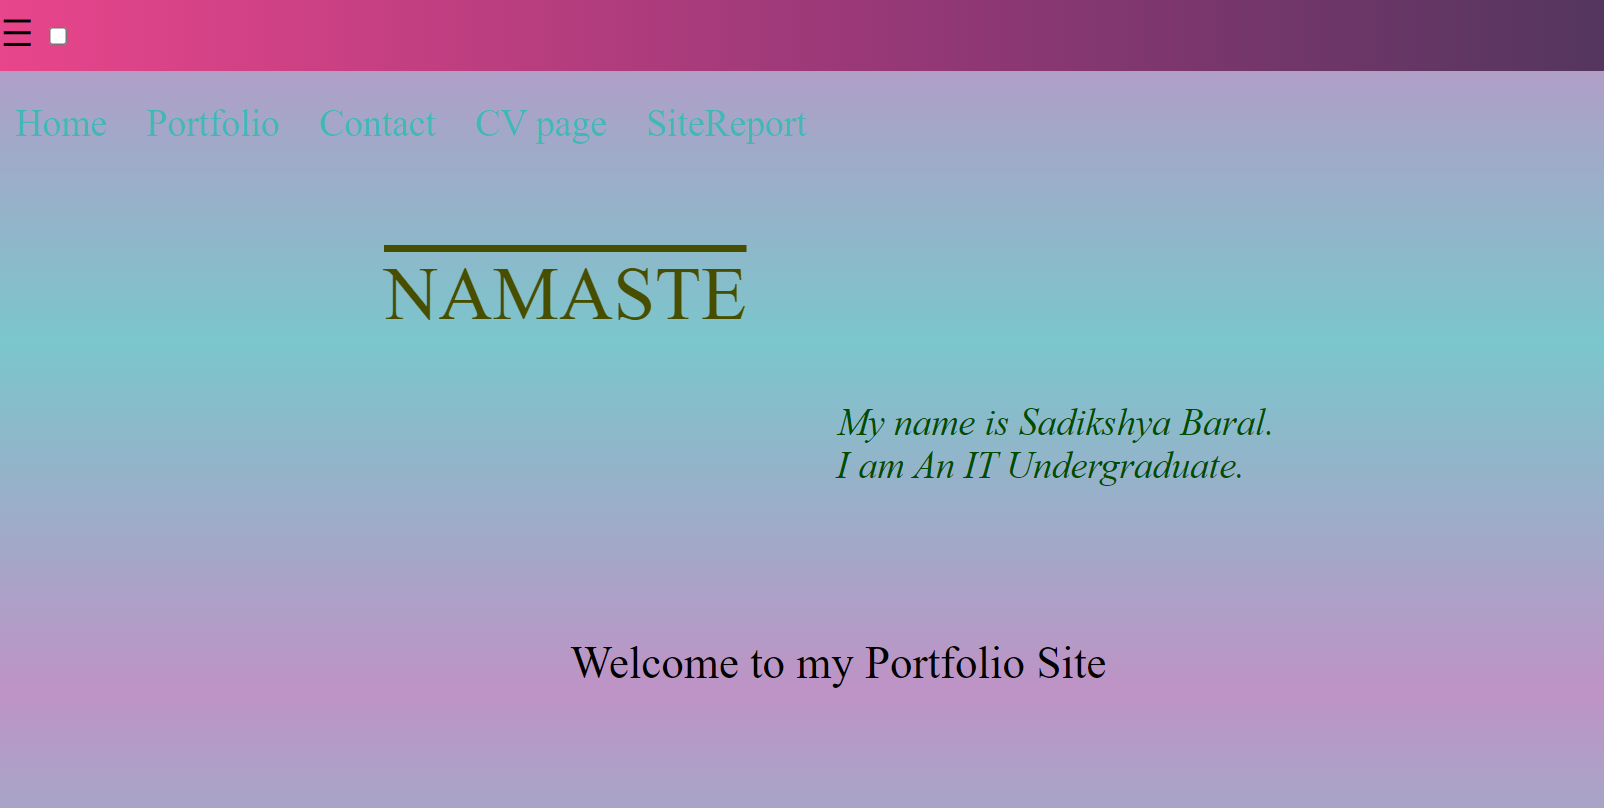 ☰
Home Portfolio Contact CV page SiteReport
NAMASTE
My name is Sadikshya Baral.
I am An IT Undergraduate.
Welcome to my Portfolio Site